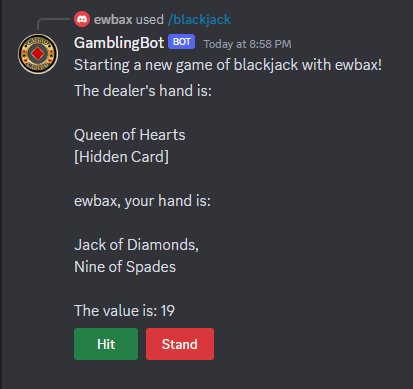 ewbax used /blackjack
GamblingBot BOT Today at 8:58 PM
Starting a new game of blackjack with ewbax!
The dealer's hand is:
Queen of Hearts
[Hidden Card]
ewbax, your hand is:
Jack of Diamonds,
Nine of Spades
The value is: 19
Hit Stand